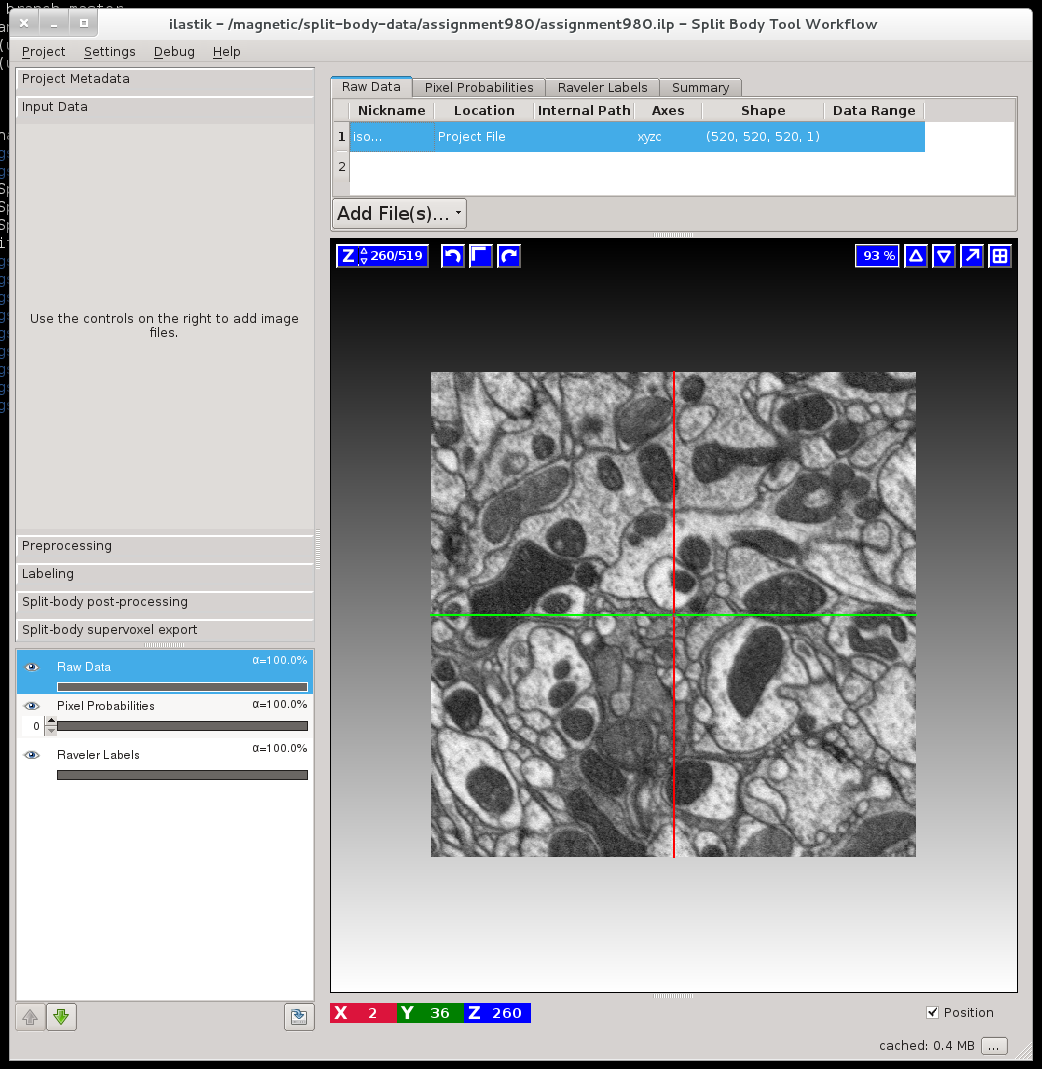 branch master
ilastik – /magnetic/split-body-data/assignment980/assignment980.ilp – Split Body Tool Workflow
Project Settings Debug Help
Project Metadata
Input Data
Use the controls on the right to add image
files.
Preprocessing
Labeling
Split-body post-processing
Split-body supervoxel export
Raw Data α=100.0%
Pixel Probabilities α=100.0%
0
Raveler Labels α=100.0%
Raw Data Pixel Probabilities Raveler Labels Summary
Nickname Location Internal Path Axes Shape Data Range
1 iso... Project File xyzc (520, 520, 520, 1)
2
Add File(s)...
Z 260/519 93 %
X 2 Y 36 Z 260 Position
cached: 0.4 MB ...